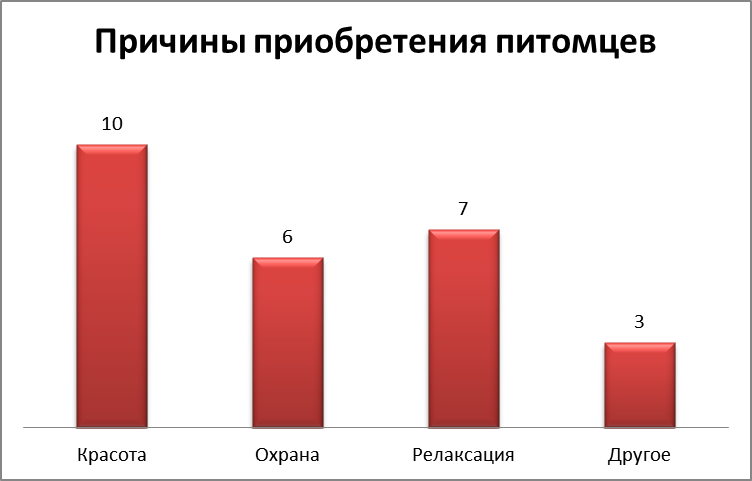 Причины приобретения питомцев
10
6
7
3
Красота
Охрана
Релаксация
Другое